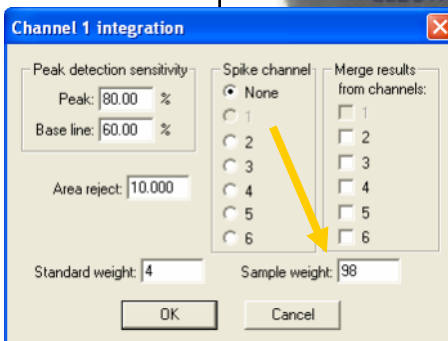 Channel 1 integration
Peak detection sensitivity
Peak: 80.00 %
Base line: 60.00 %
Area reject: 10.000
Spike channel
None
1
2
3
4
5
6
Merge results
from channels:
1
2
3
4
5
6
Standard weight: 4
Sample weight: 98
OK
Cancel